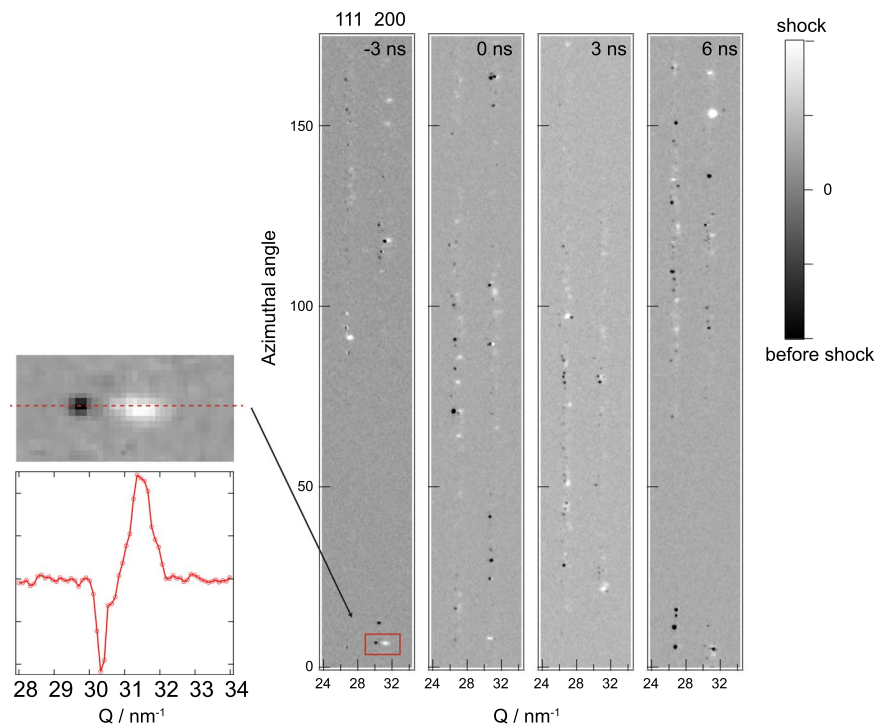 111 200
-3 ns
0 ns
3 ns
6 ns
shock
0
before shock
Azimuthal angle
150
100
50
0
24 28 32
24 28 32
24 28 32
24 28 32
Q / nm-1
28 29 30 31 32 33 34
Q / nm-1